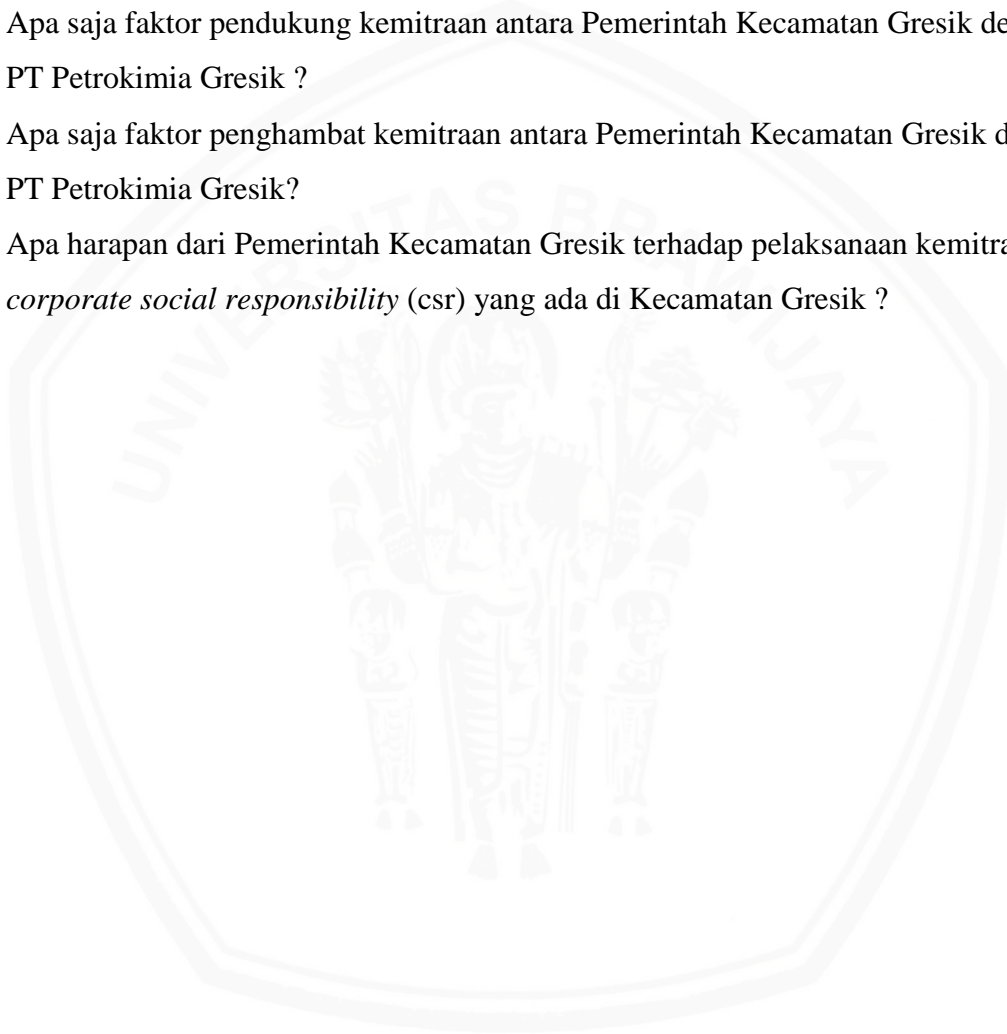 Apa saja faktor pendukung kemitraan antara Pemerintah Kecamatan Gresik de
PT Petrokimia Gresik ?
Apa saja faktor penghambat kemitraan antara Pemerintah Kecamatan Gresik d
PT Petrokimia Gresik?
Apa harapan dari Pemerintah Kecamatan Gresik terhadap pelaksanaan kemitra
corporate social responsibility (csr) yang ada di Kecamatan Gresik ?
UNIVERSITAS BRAWIJAYA